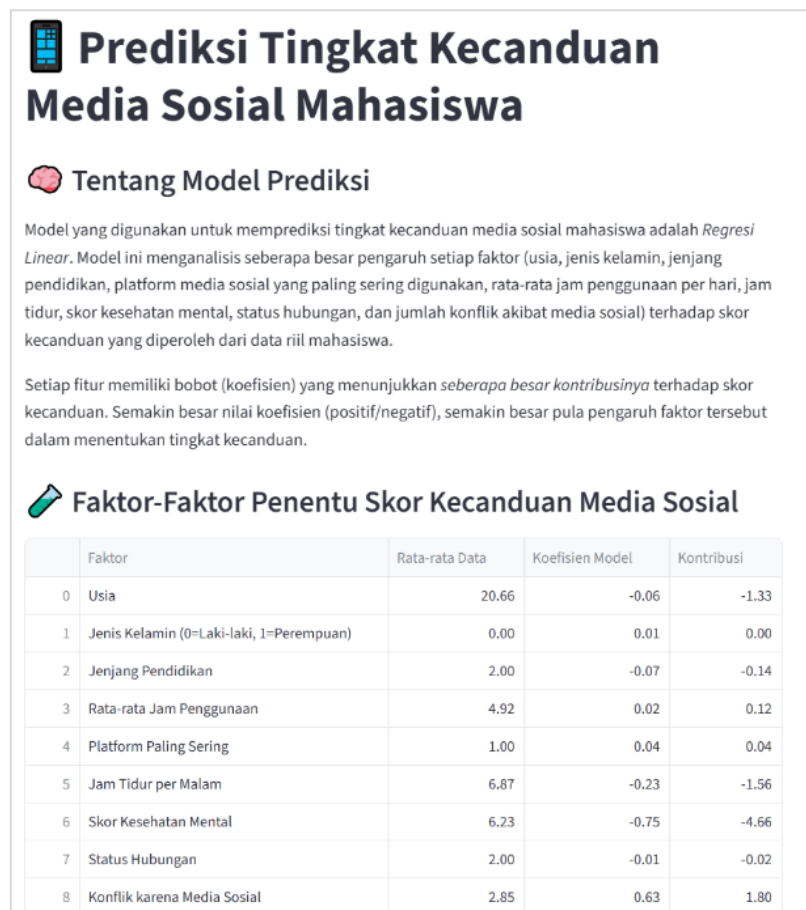 Prediksi Tingkat Kecanduan
Media Sosial Mahasiswa
Tentang Model Prediksi
Model yang digunakan untuk memprediksi tingkat kecanduan media sosial mahasiswa adalah Regresi
Linear. Model ini menganalisis seberapa besar pengaruh setiap faktor (usia, jenis kelamin, jenjang
pendidikan, platform media sosial yang paling sering digunakan, rata-rata jam penggunaan per hari, jam
tidur, skor kesehatan mental, status hubungan, dan jumlah konflik akibat media sosial) terhadap skor
kecanduan yang diperoleh dari data riil mahasiswa.
Setiap fitur memiliki bobot (koefisien) yang menunjukkan seberapa besar kontribusinya terhadap skor
kecanduan. Semakin besar nilai koefisien (positif/negatif), semakin besar pula pengaruh faktor tersebut
dalam menentukan tingkat kecanduan.
Faktor-Faktor Penentu Skor Kecanduan Media Sosial
Faktor Rata-rata Data Koefisien Model Kontribusi
0 Usia 20.66 -0.06 -1.33
1 Jenis Kelamin (0=Laki-laki, 1=Perempuan) 0.00 0.01 0.00
2 Jenjang Pendidikan 2.00 -0.07 -0.14
3 Rata-rata Jam Penggunaan 4.92 0.02 0.12
4 Platform Paling Sering 1.00 0.04 0.04
5 Jam Tidur per Malam 6.87 -0.23 -1.56
6 Skor Kesehatan Mental 6.23 -0.75 -4.66
7 Status Hubungan 2.00 -0.01 -0.02
8 Konflik karena Media Sosial 2.85 0.63 1.80